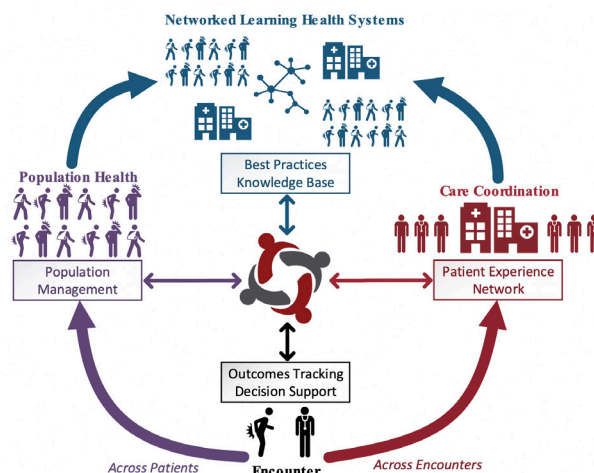 Networked Learning Health Systems
Best Practices
Knowledge Base
Population Health
Population
Management
Care Coordination
Patient Experience
Network
Outcomes Tracking
Decision Support
Across Patients
Encounter
Across Encounters